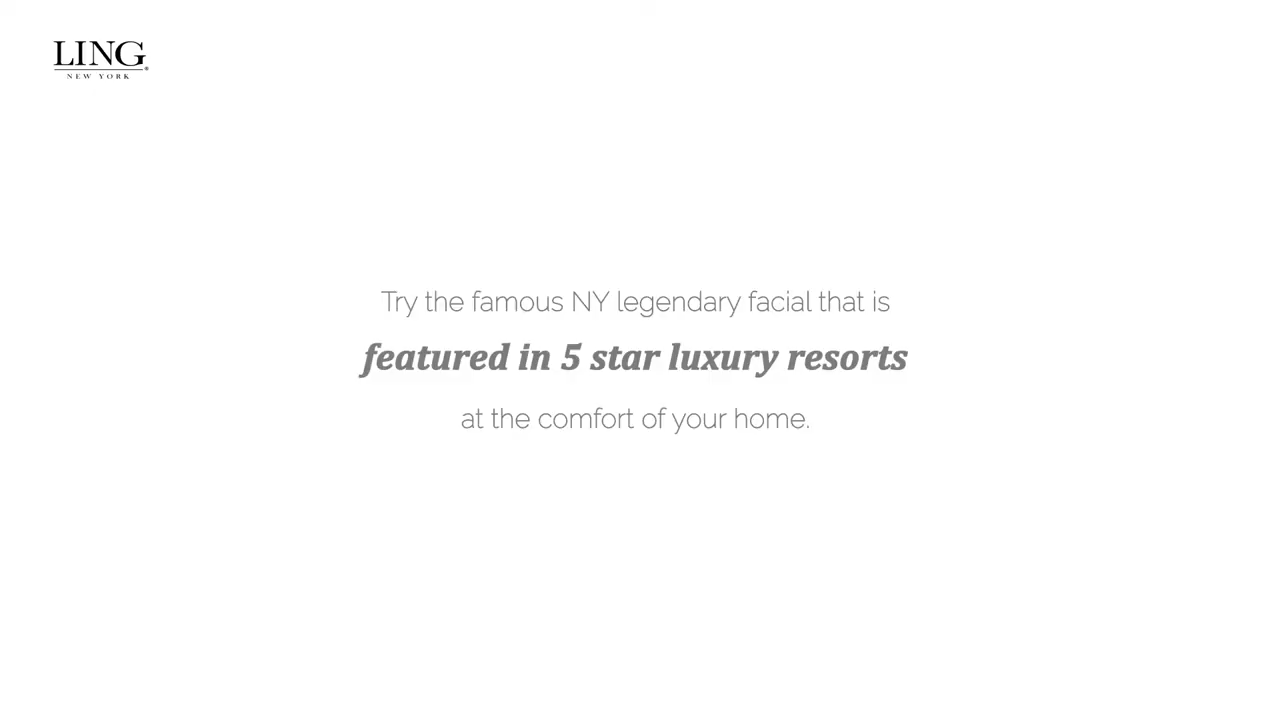 LING®
NEW YORK
Try the famous NY legendary facial that is
featured in 5 star luxury resorts
at the comfort of your home.